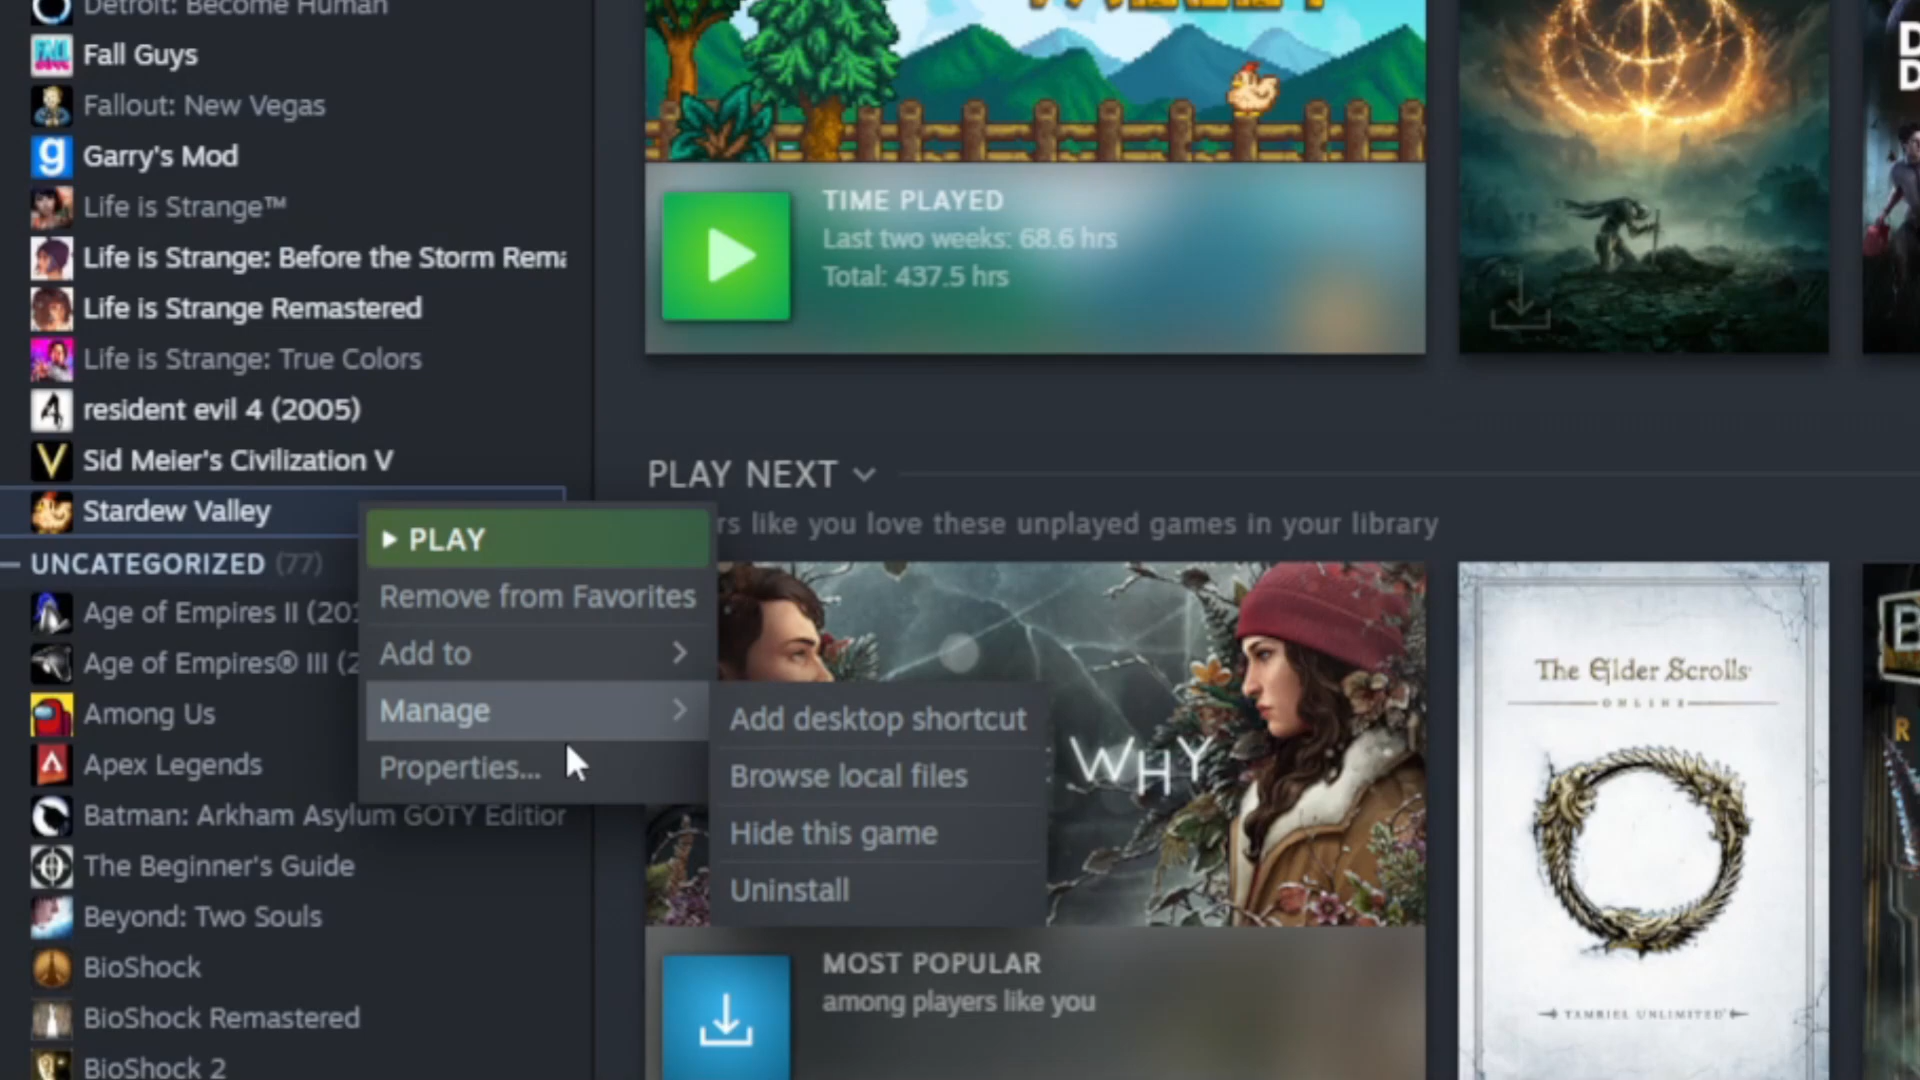 Detroit: Become Human
Fall Guys
Fallout: New Vegas
Garry's Mod
Life is Strange™
Life is Strange: Before the Storm Rema
Life is Strange Remastered
Life is Strange: True Colors
resident evil 4 (2005)
Sid Meier's Civilization V
Stardew Valley
UNCATEGORIZED (77)
Age of Empires II (201
Age of Empires® III (2
Among Us
Apex Legends
Batman: Arkham Asylum GOTY Edition
The Beginner's Guide
Beyond: Two Souls
BioShock
BioShock Remastered
BioShock 2
PLAY
Remove from Favorites
Add to
Manage
Properties...
Add desktop shortcut
Browse local files
Hide this game
Uninstall
TIME PLAYED
Last two weeks: 68.6 hrs
Total: 437.5 hrs
PLAY NEXT
rs like you love these unplayed games in your library
WHY
MOST POPULAR
among players like you
The Elder Scrolls
ONLINE
TAMRIEL UNLIMITED
D
D
B
R